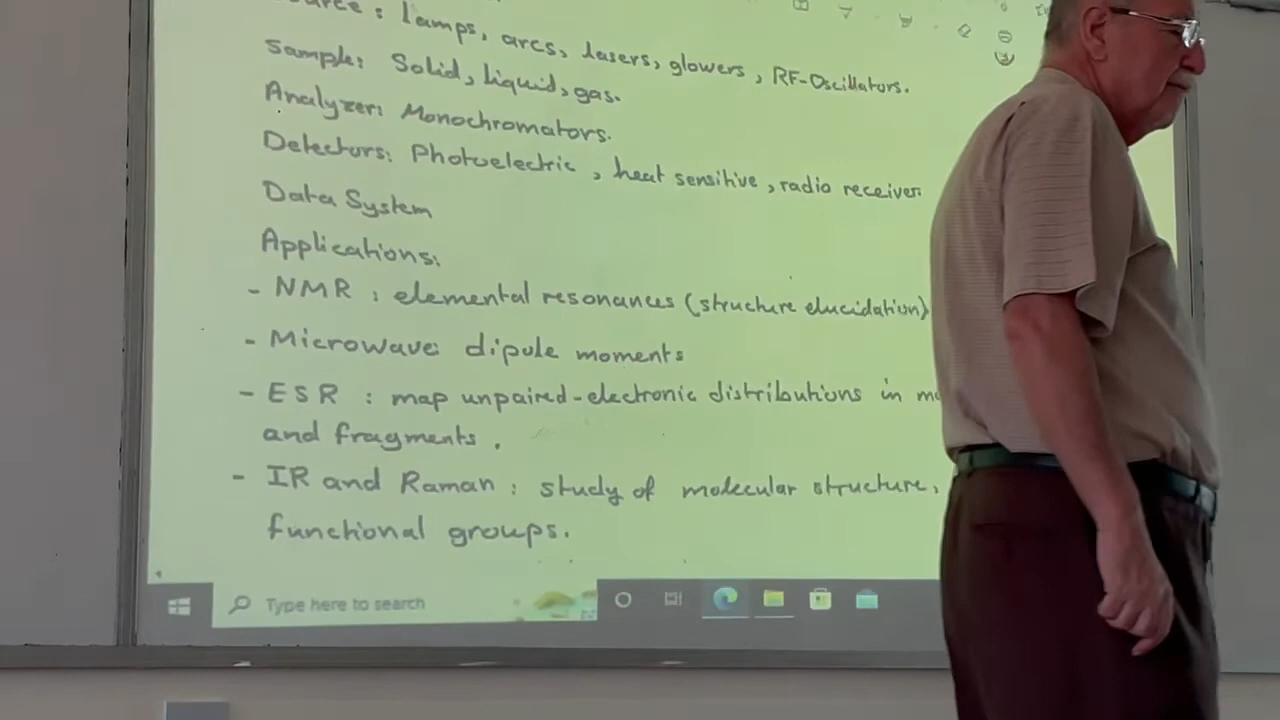 : lamps, arcs, lasers, glowers, RF-Oscillators.
Sample: Solid, liquid, gas.
Analyzer: Monochromators.
Detectors: Photoelectric, heat sensitive, radio receiver.
Data System
Applications:
- NMR : elemental resonances (structure elucidation)
- Microwave: dipole moments
- ESR : map unpaired-electronic distributions in
and fragments.
- IR and Raman : study of molecular structure,
functional groups.
Type here to search